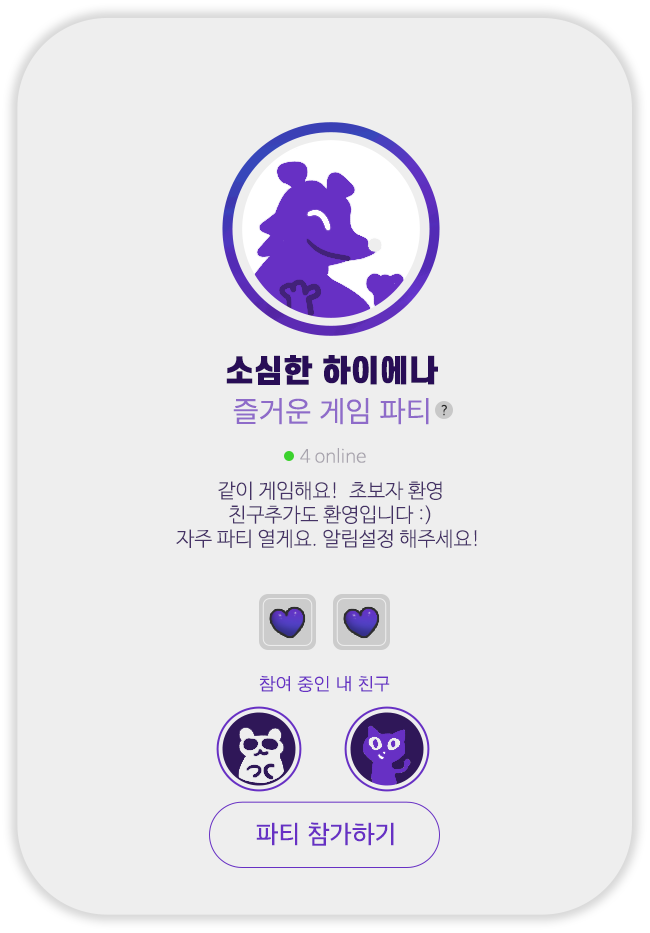 소심한 하이에나
즐거운 게임 파티 ?
4 online
같이 게임해요! 초보자 환영
친구추가도 환영입니다 :)
자주 파티 열게요. 알림설정 해주세요!
참여 중인 내 친구
파티 참가하기